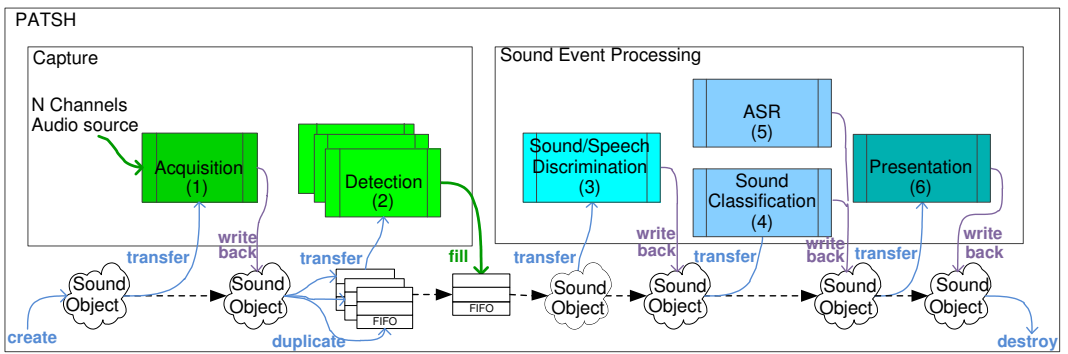 PATSH
Capture
N Channels
Audio source
Acquisition
(1)
Detection
(2)
Sound Event Processing
Sound/Speech
Discrimination
(3)
ASR
(5)
Sound
Classification
(4)
Presentation
(6)
transfer
write
back
transfer
fill
transfer
write
back
transfer
write
back
transfer
write
back
create
Sound
Object
Sound
Object
duplicate
FIFO
FIFO
Sound
Object
Sound
Object
Sound
Object
Sound
Object
destroy